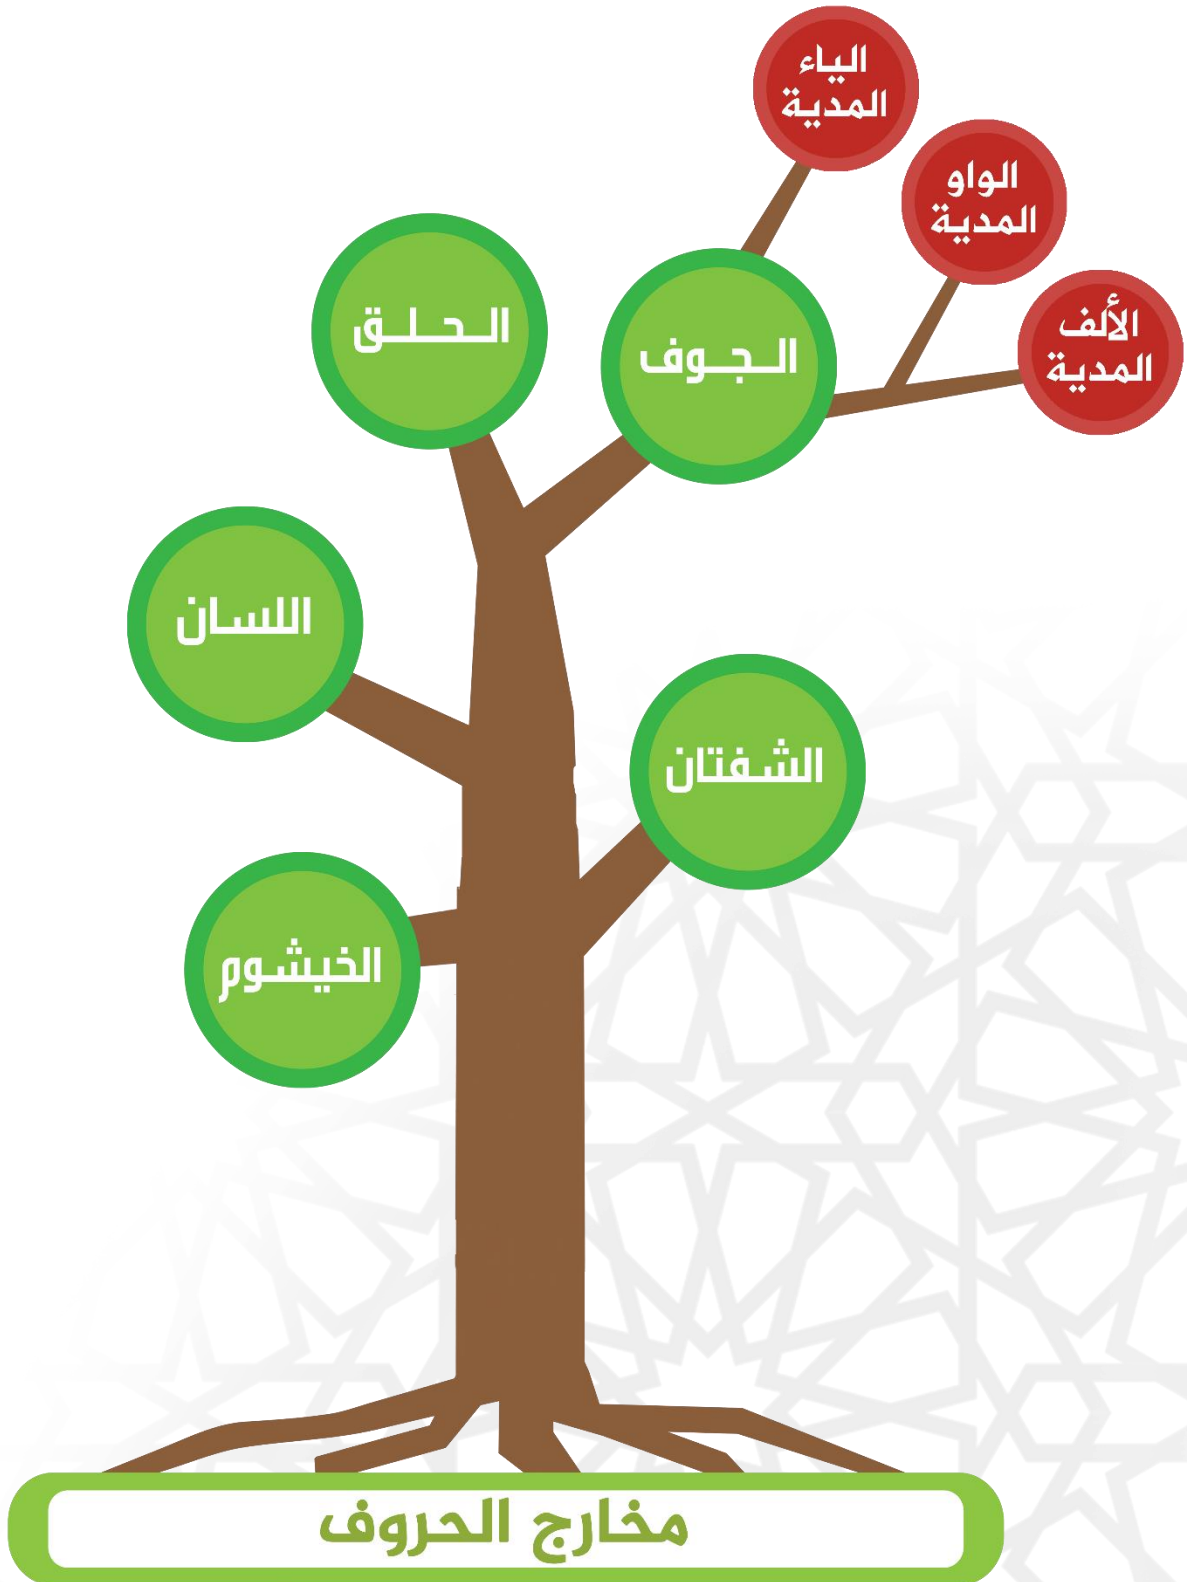 الياء
المدية
الواو
المدية
الألف
المدية
الجوف
الحلق
اللسان
الشفتان
الخيشوم
مخارج الحروف